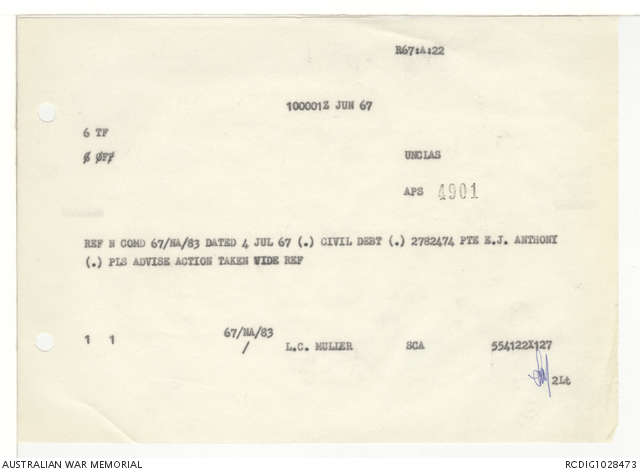 R67:A:22
100001Z JUN 67
6 TF
UNCLAS
APS 4901
REF N COMD 67/NA/83 DATED 4 JUL 67 (.) CIVIL DEBT (.) 2782474 PTE E.J. ANTHONY
(.) PLS ADVISE ACTION TAKEN VIDE REF
67/NA/83
1 1 / L.C. MULLER SCA 554122X127
2Lt
AUSTRALIAN WAR MEMORIAL RCDIG1028473